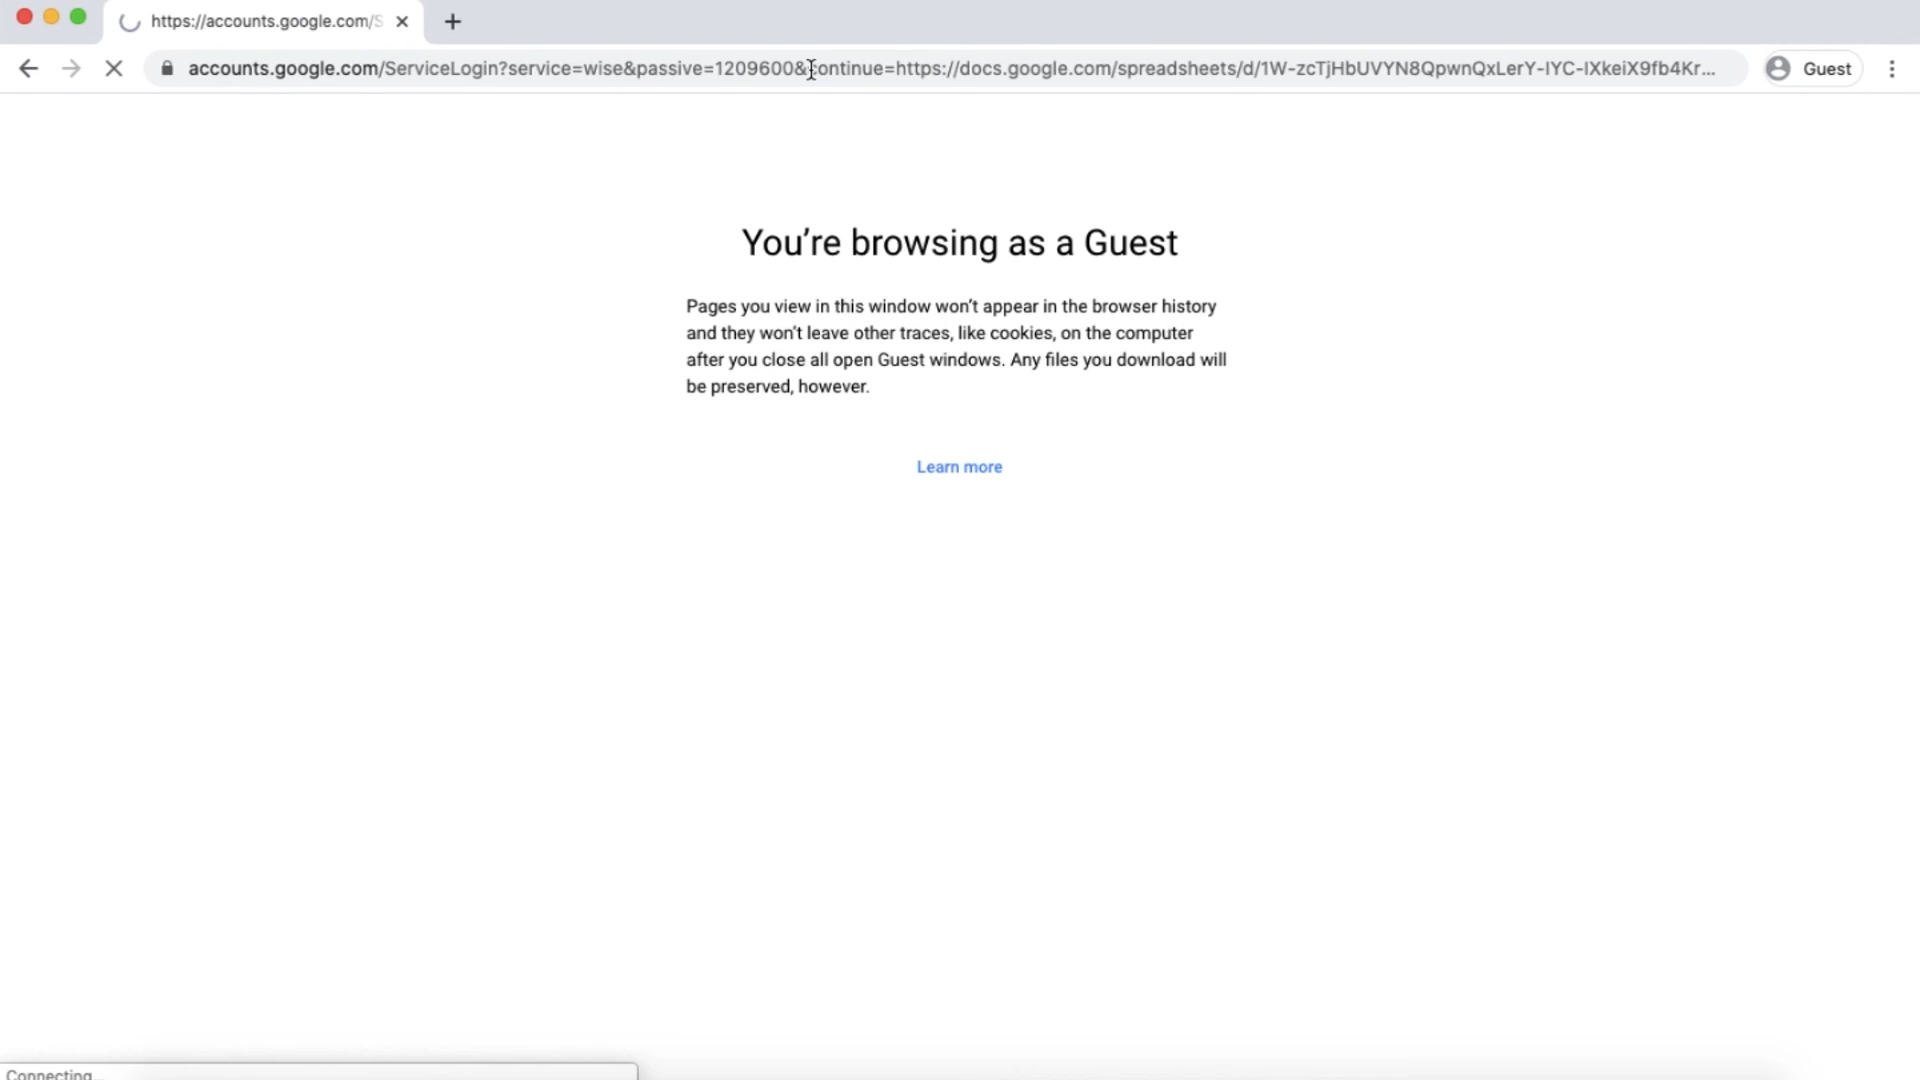 https://accounts.google.com/S
accounts.google.com/ServiceLogin?service=wise&passive=1209600&continue=https://docs.google.com/spreadsheets/d/1W-zcTjHbUVYN8QpwnQxLerY-IYC-IXkeiX9fb4Kr...
Guest
You’re browsing as a Guest
Pages you view in this window won’t appear in the browser history
and they won’t leave other traces, like cookies, on the computer
after you close all open Guest windows. Any files you download will
be preserved, however.
Learn more
Connecting...